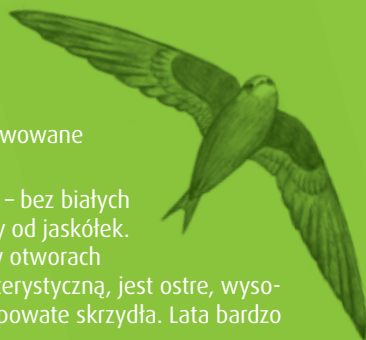 wowane
– bez białych
y od jaskółek.
w otworach
terystyczną, jest ostre, wyso-
powate skrzydła. Lata bardzo